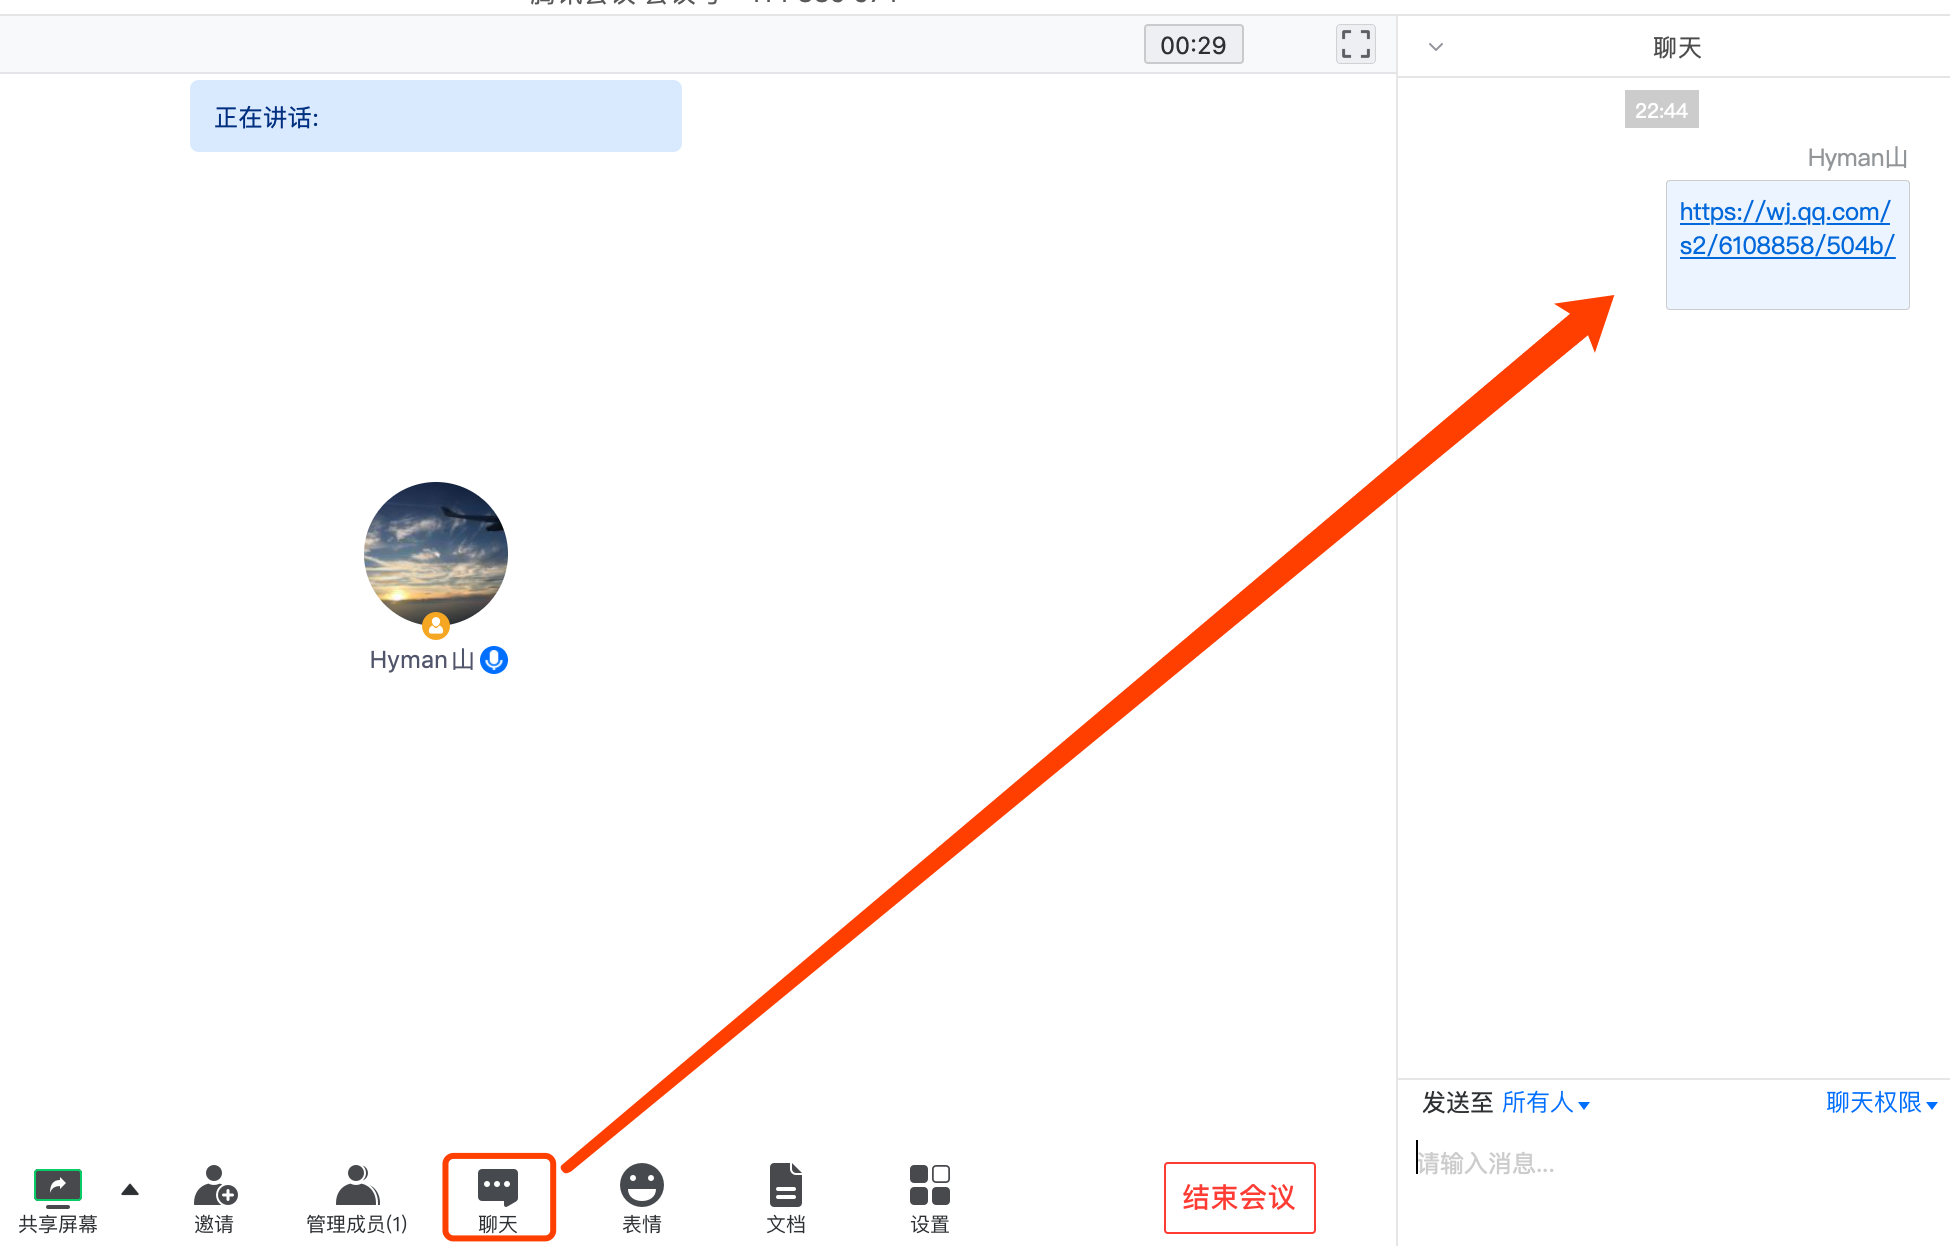 00:29
聊天
正在讲话:
22:44
Hyman山
https://wj.qq.com/
s2/6108858/504b/
Hyman山
发送至 所有人
聊天权限
请输入消息...
共享屏幕
邀请
管理成员(1)
聊天
表情
文档
设置
结束会议